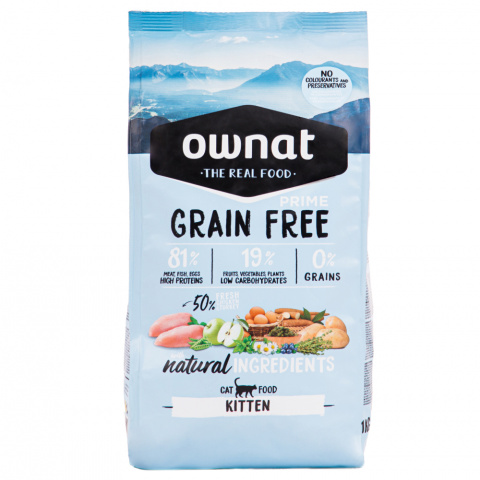 NO
COLOURANTS AND
PRESERVATIVES
ownat
·THE REAL FOOD·
PRIME
GRAIN FREE
81% 19% 0%
MEAT, FISH, EGGS FRUITS, VEGETABLES, PLANTS GRAINS
HIGH PROTEINS LOW CARBOHYDRATES
50% FRESH
natural INGREDIENTS
CAT FOOD
KITTEN